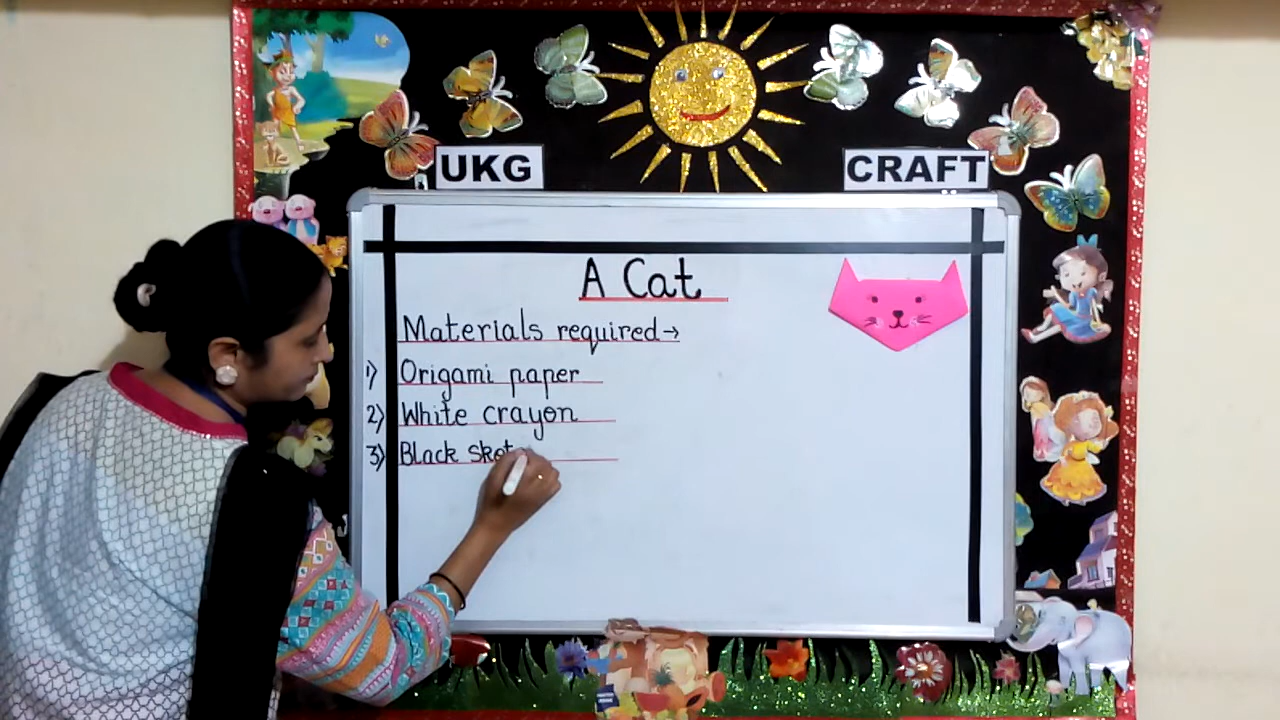 UKG
CRAFT
A Cat
Materials required→
1) Origami paper
2) White crayon
3) Black sket